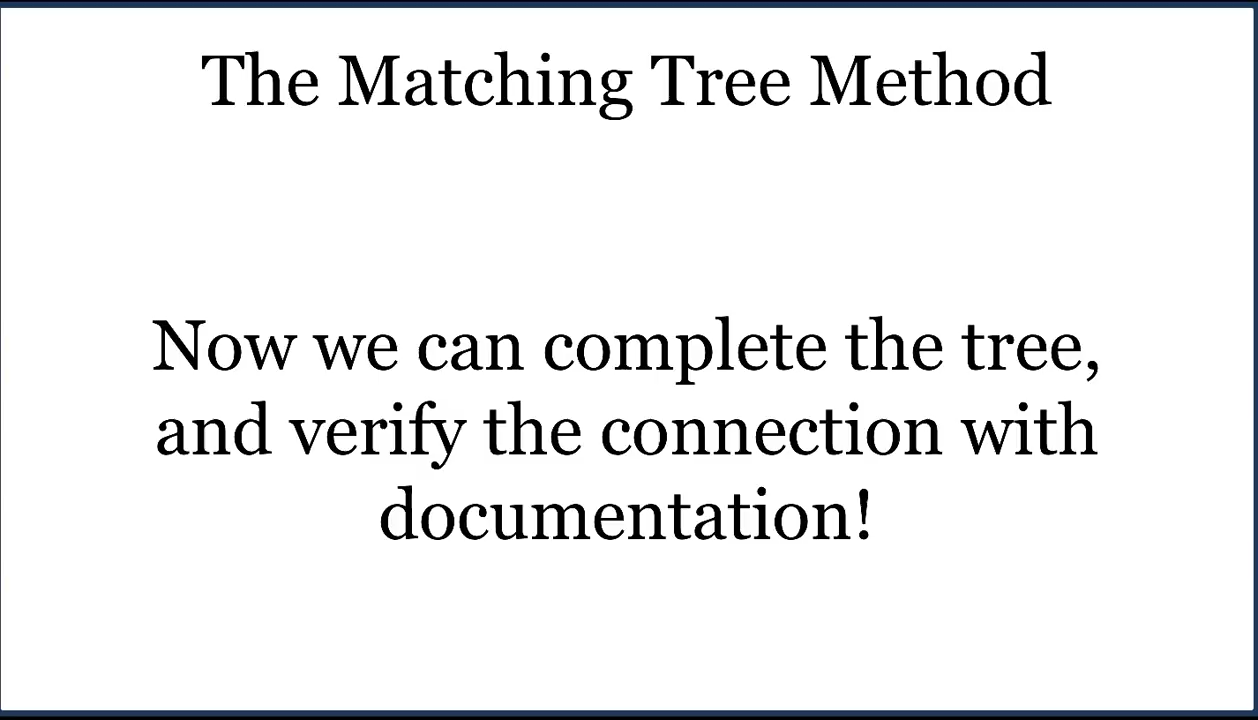 The Matching Tree Method
Now we can complete the tree,
and verify the connection with
documentation!